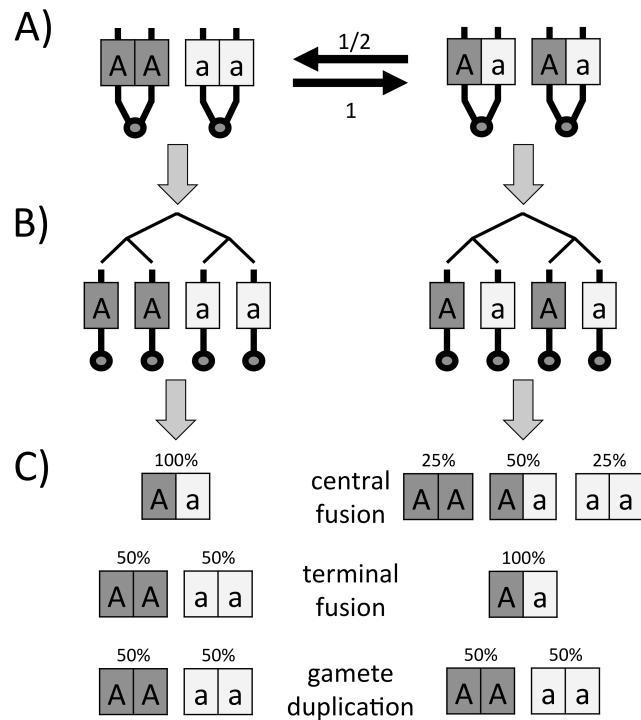 A)
A A a a
1/2
1
A a A a
B)
A A a a
A a A a
C)
100%
A a
central
fusion
25% 50% 25%
A A A a a a
50% 50%
A A a a
terminal
fusion
100%
A a
50% 50%
A A a a
gamete
duplication
50% 50%
A A a a